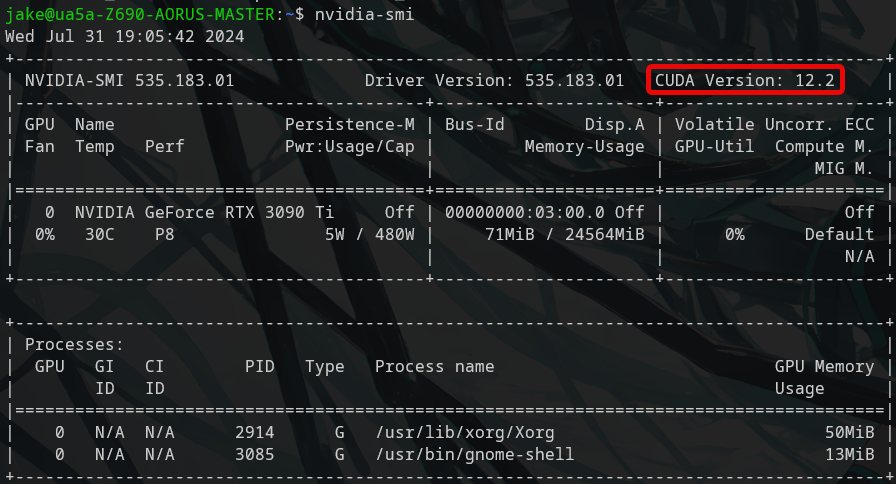 jake@ua5a-Z690-AORUS-MASTER:~$ nvidia-smi
Wed Jul 31 19:05:42 2024
+---------------------------------------------------------------------------------------+
| NVIDIA-SMI 535.183.01             Driver Version: 535.183.01   CUDA Version: 12.2     |
|-----------------------------------------+----------------------+----------------------+
| GPU  Name                 Persistence-M | Bus-Id        Disp.A | Volatile Uncorr. ECC |
| Fan  Temp   Perf          Pwr:Usage/Cap |         Memory-Usage | GPU-Util  Compute M. |
|                                         |                      |               MIG M. |
|=========================================+======================+======================|
|   0  NVIDIA GeForce RTX 3090 Ti     Off | 00000000:03:00.0 Off |                  Off |
|  0%   30C    P8               5W / 480W |     71MiB / 24564MiB |      0%      Default |
|                                         |                      |                  N/A |
+-----------------------------------------+----------------------+----------------------+

+---------------------------------------------------------------------------------------+
| Processes:                                                                            |
|  GPU   GI   CI        PID   Type   Process name                            GPU Memory |
|        ID   ID                                                             Usage      |
|=======================================================================================|
|    0   N/A  N/A      2914      G   /usr/lib/xorg/Xorg                           50MiB |
|    0   N/A  N/A      3085      G   /usr/bin/gnome-shell                         13MiB |
+---------------------------------------------------------------------------------------+